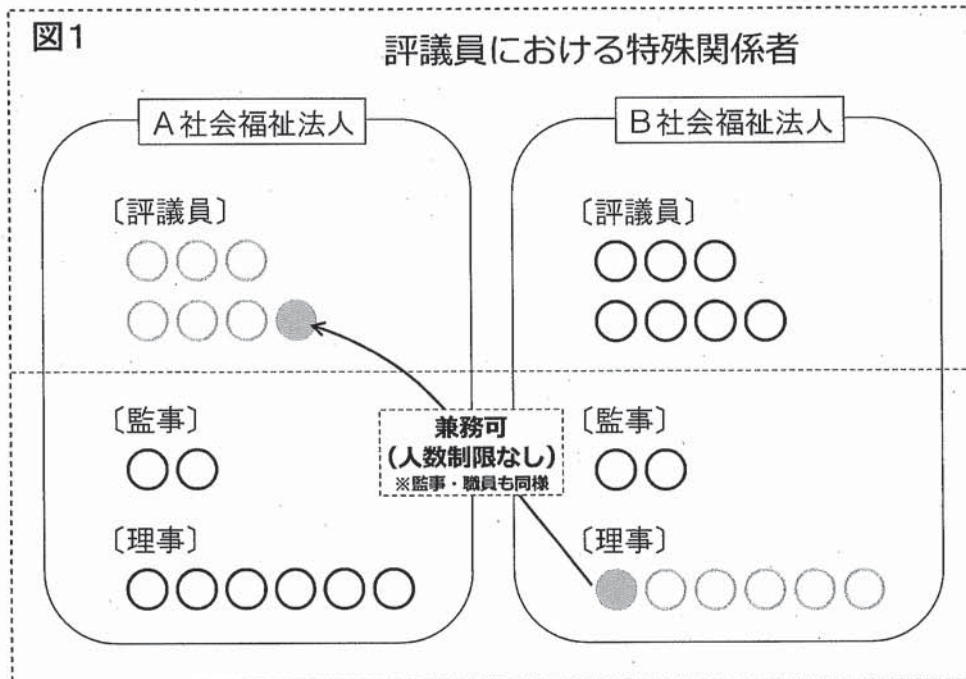 図1
評議員における特殊関係者
A社会福祉法人
B社会福祉法人
〔評議員〕
〔評議員〕
〔監事〕
兼務可
(人数制限なし)
※監事・職員も同様
〔監事〕
〔理事〕
〔理事〕